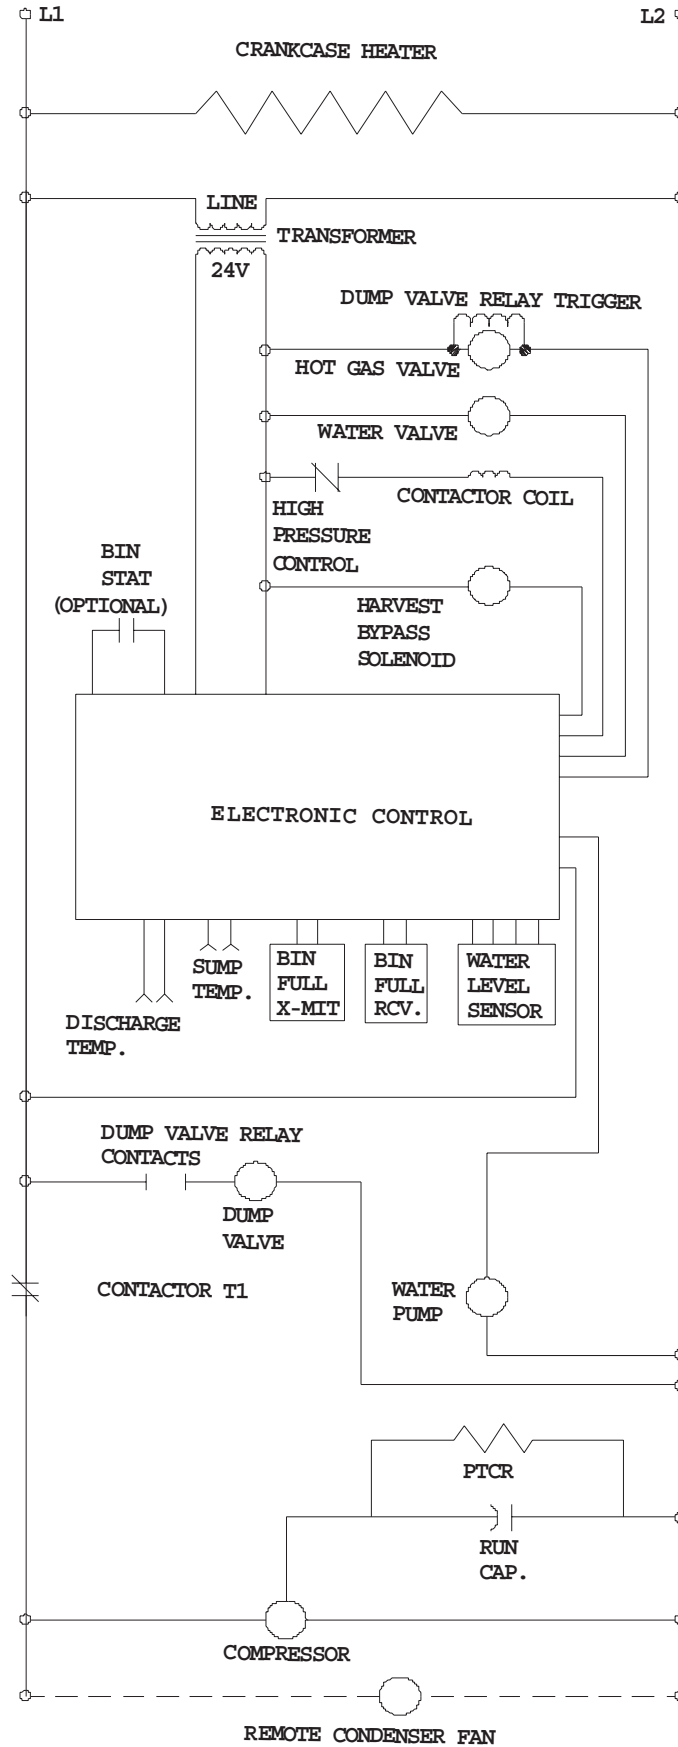 L1
L2
CRANKCASE HEATER
LINE
TRANSFORMER
24V
DUMP VALVE RELAY TRIGGER
HOT GAS VALVE
WATER VALVE
CONTACTOR COIL
HIGH
PRESSURE
CONTROL
BIN
STAT
(OPTIONAL)
HARVEST
BYPASS
SOLENOID
ELECTRONIC CONTROL
SUMP
TEMP.
BIN
FULL
X-MIT
BIN
FULL
RCV.
WATER
LEVEL
SENSOR
DISCHARGE
TEMP.
DUMP VALVE RELAY
CONTACTS
DUMP
VALVE
CONTACTOR T1
WATER
PUMP
PTCR
RUN
CAP.
COMPRESSOR
REMOTE CONDENSER FAN